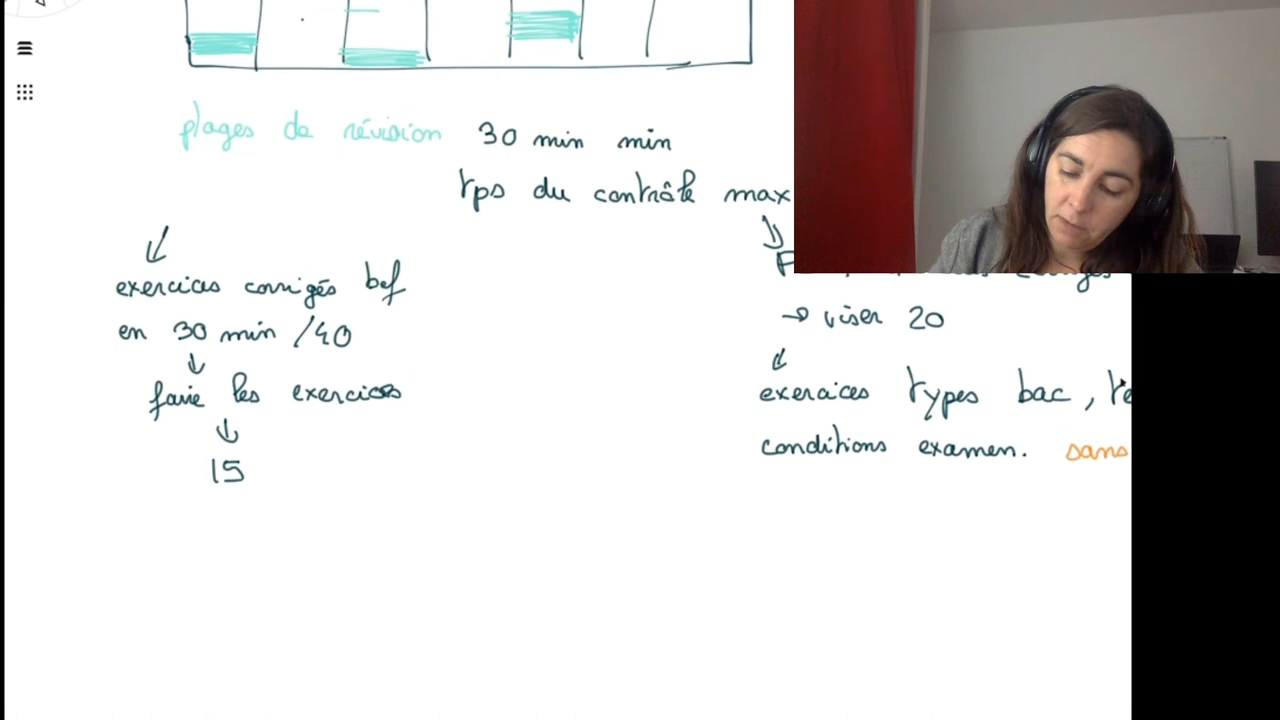 plages de révision 30 min min
tps du contrôle max
exercices corrigés bef
en 30 min /40
faire les exercices
15
→ viser 20
exercices types bac,
conditions examen. sans